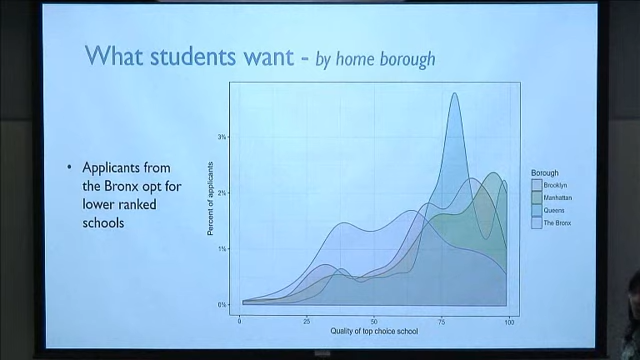 What students want - by home borough
• Applicants from
the Bronx opt for
lower ranked
schools
Percent of applicants
3%
2%
1%
0%
0 25 50 75 100
Quality of top choice school
Borough
Brooklyn
Manhattan
Queens
The Bronx